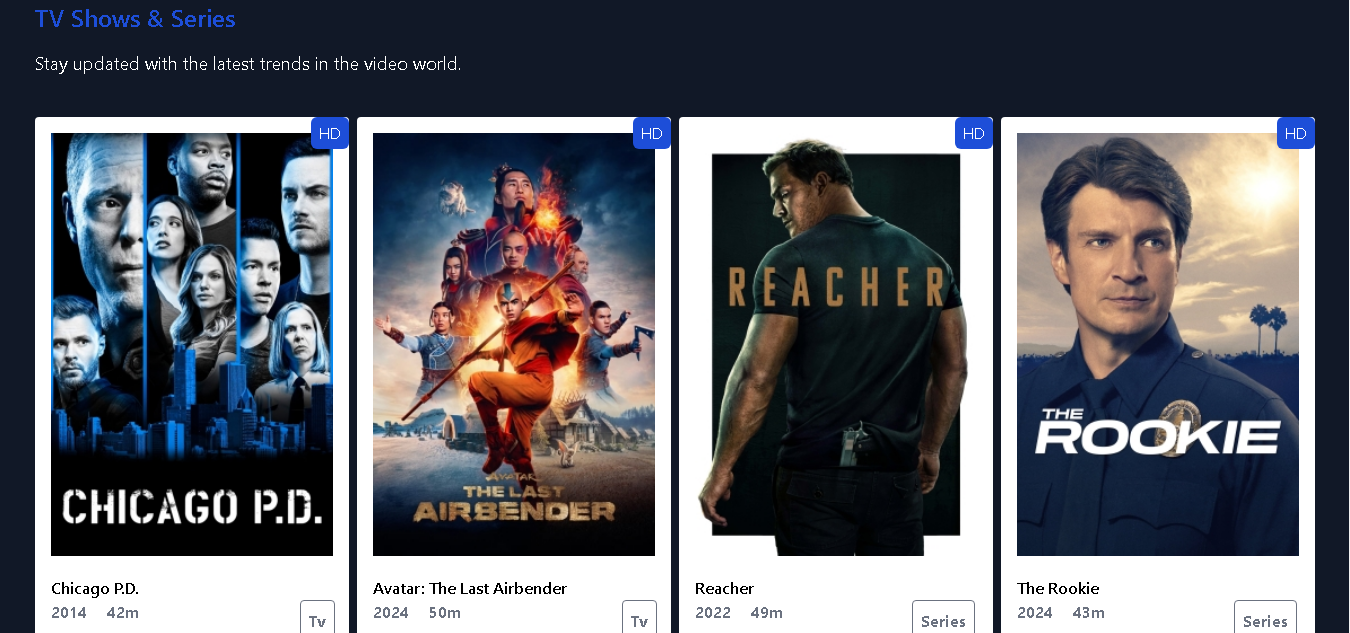 TV Shows & Series
Stay updated with the latest trends in the video world.
HD
HD
HD
HD
CHICAGO P.D.
AVATAR
THE LAST
AIRBENDER
REACHER
THE
ROOKIE
Chicago P.D.
2014 42m
Tv
Avatar: The Last Airbender
2024 50m
Tv
Reacher
2022 49m
Series
The Rookie
2024 43m
Series